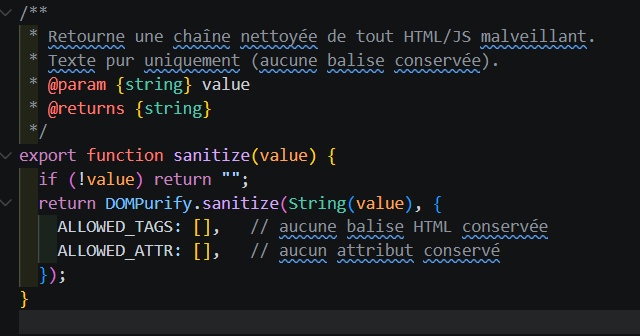 /**
 * Retourne une chaîne nettoyée de tout HTML/JS malveillant.
 * Texte pur uniquement (aucune balise conservée).
 * @param {string} value
 * @returns {string}
 */
export function sanitize(value) {
  if (!value) return "";
  return DOMPurify.sanitize(String(value), {
    ALLOWED_TAGS: [],   // aucune balise HTML conservée
    ALLOWED_ATTR: [],   // aucun attribut conservé
  });
}